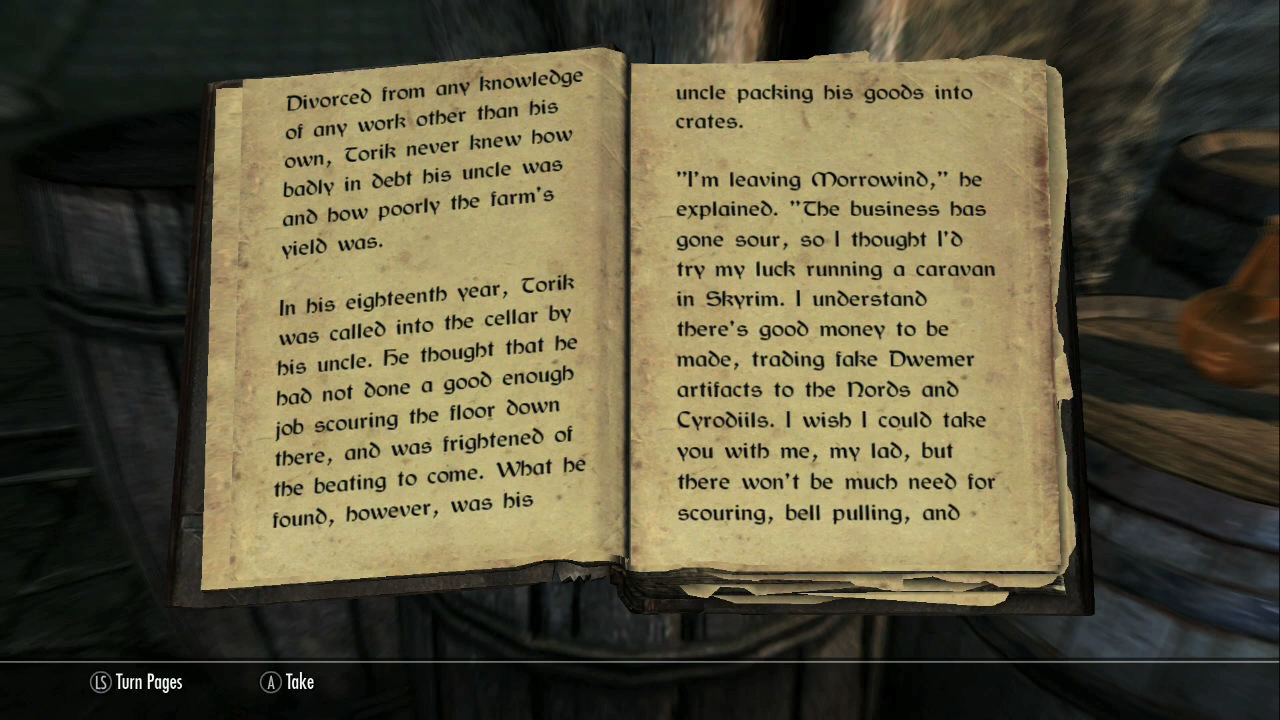 Divorced from any knowledge
of any work other than his
own, Torik never knew how
badly in debt his uncle was
and how poorly the farm's
yield was.
In his eighteenth year, Torik
was called into the cellar by
his uncle. He thought that he
had not done a good enough
job scouring the floor down
there, and was frightened of
the beating to come. What he
found, however, was his
uncle packing his goods into
crates.
"I'm leaving Morrowind," he
explained. "The business has
gone sour, so I thought I'd
try my luck running a caravan
in Skyrim. I understand
there's good money to be
made, trading fake Dwemer
artifacts to the Nords and
Cyrodiils. I wish I could take
you with me, my lad, but
there won't be much need for
scouring, bell pulling, and
LS Turn Pages
A Take